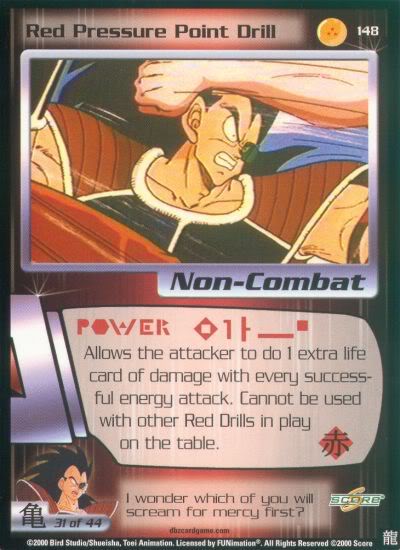 Red Pressure Point Drill
148
Non-Combat
POWER
Allows the attacker to do 1 extra life
card of damage with every success-
ful energy attack. Cannot be used
with other Red Drills in play
on the table.
赤
I wonder which of you will
scream for mercy first?
SCORE
亀
31 of 44
dbzcardgame.com
©2000 Bird Studio/Shueisha, Toei Animation. Licensed by FUNimation®. All Rights Reserved ©2000 Score
龍